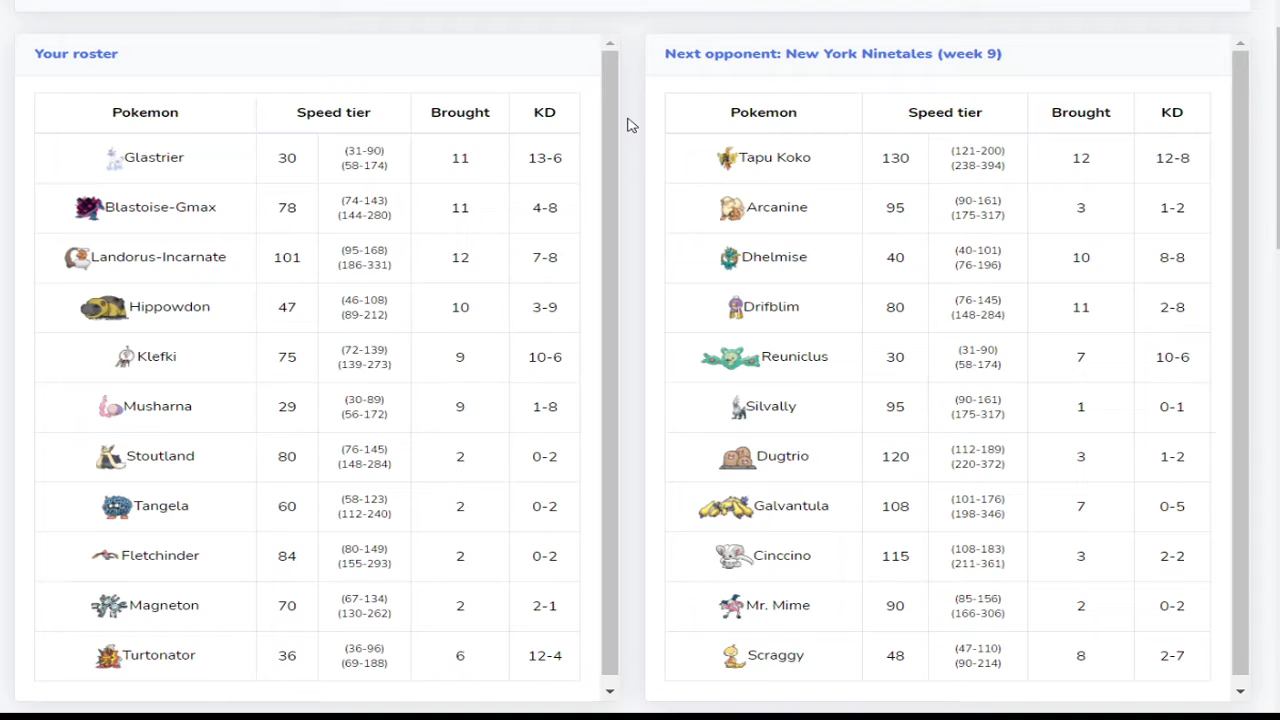 Your roster
Pokemon Speed tier Brought KD
Glastrier 30 (31-90) 11 13-6
(58-174)
Blastoise-Gmax 78 (74-143) 11 4-8
(144-280)
Landorus-Incarnate 101 (95-168) 12 7-8
(186-331)
Hippowdon 47 (46-108) 10 3-9
(89-212)
Klefki 75 (72-139) 9 10-6
(139-273)
Musharna 29 (30-89) 9 1-8
(56-172)
Stoutland 80 (76-145) 2 0-2
(148-284)
Tangela 60 (58-123) 2 0-2
(112-240)
Fletchinder 84 (80-149) 2 0-2
(155-293)
Magneton 70 (67-134) 2 2-1
(130-262)
Turtonator 36 (36-96) 6 12-4
(69-188)
Next opponent: New York Ninetales (week 9)
Pokemon Speed tier Brought KD
Tapu Koko 130 (121-200) 12 12-8
(238-394)
Arcanine 95 (90-161) 3 1-2
(175-317)
Dhelmise 40 (40-101) 10 8-8
(76-196)
Drifblim 80 (76-145) 11 2-8
(148-284)
Reuniclus 30 (31-90) 7 10-6
(58-174)
Silvally 95 (90-161) 1 0-1
(175-317)
Dugtrio 120 (112-189) 3 1-2
(220-372)
Galvantula 108 (101-176) 7 0-5
(198-346)
Cinccino 115 (108-183) 3 2-2
(211-361)
Mr. Mime 90 (85-156) 2 0-2
(166-306)
Scraggy 48 (47-110) 8 2-7
(90-214)